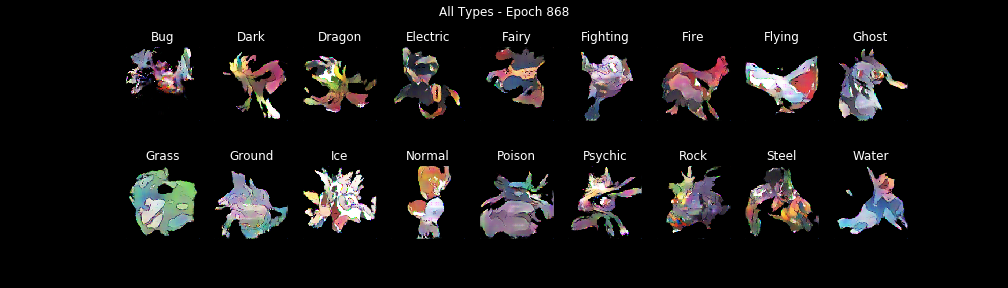 All Types - Epoch 868
Bug Dark Dragon Electric Fairy Fighting Fire Flying Ghost
Grass Ground Ice Normal Poison Psychic Rock Steel Water